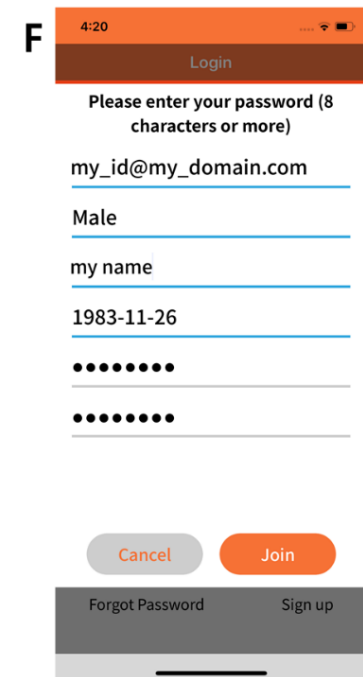 F
4:20
Login
Please enter your password (8
characters or more)
my_id@my_domain.com
Male
my name
1983-11-26
●●●●●●●●
●●●●●●●●
Cancel Join
Forgot Password Sign up